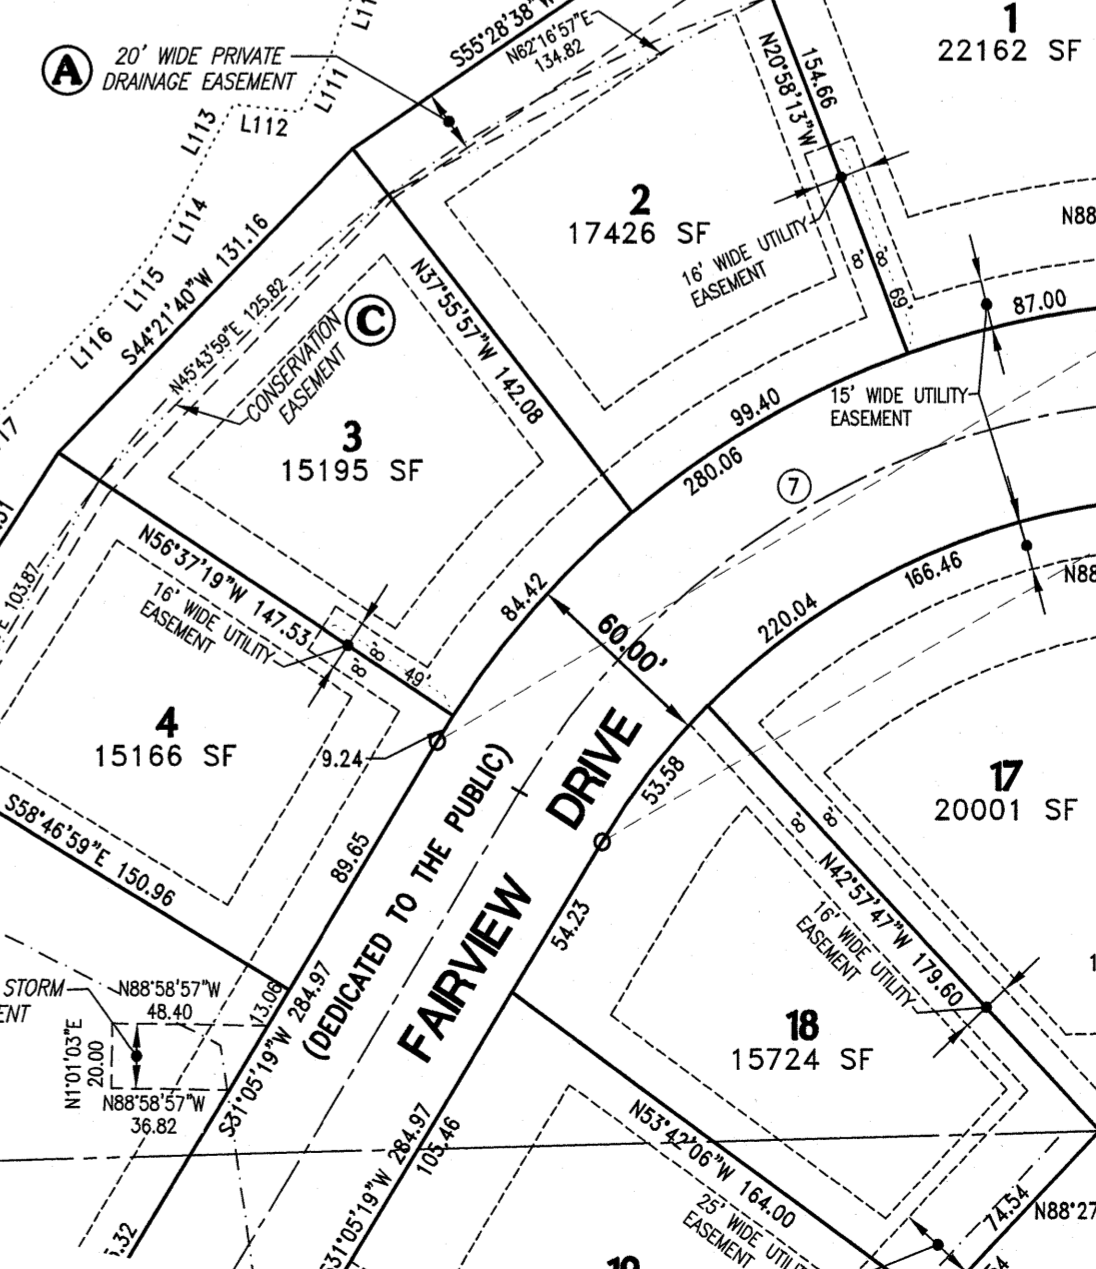 1
22162 SF
A
20' WIDE PRIVATE
DRAINAGE EASEMENT
L111
L112
L113
L114
L115
L116
S55°28'38"W
N62°16'57"E
134.82
N20°58'13"W
154.66
2
17426 SF
16' WIDE UTILITY
EASEMENT
8'
8'
69'
N88
87.00
15' WIDE UTILITY
EASEMENT
S44°21'40"W 131.16
N45°43'59"E 125.82
C
CONSERVATION
EASEMENT
N37°55'57"W 142.08
3
15195 SF
99.40
280.06
7
166.46
220.04
N88
N56°37'19"W 147.53
16' WIDE UTILITY
EASEMENT
8'
8'
49'
84.42
60.00'
103.87
4
15166 SF
9.24
S58°46'59"E 150.96
89.65
DRIVE
FAIRVIEW
(DEDICATED TO THE PUBLIC)
53.58
54.23
17
20001 SF
8'
8'
N42°57'47"W 179.60
16' WIDE UTILITY
EASEMENT
18
15724 SF
STORM
N88°58'57"W
48.40
N1°01'03"E
20.00
N88°58'57"W
36.82
13.06
S31°05'19"W 284.97
S31°05'19"W 284.97
105.46
N53°42'06"W 164.00
25' WIDE UTILITY
EASEMENT
74.54
N88°27
19